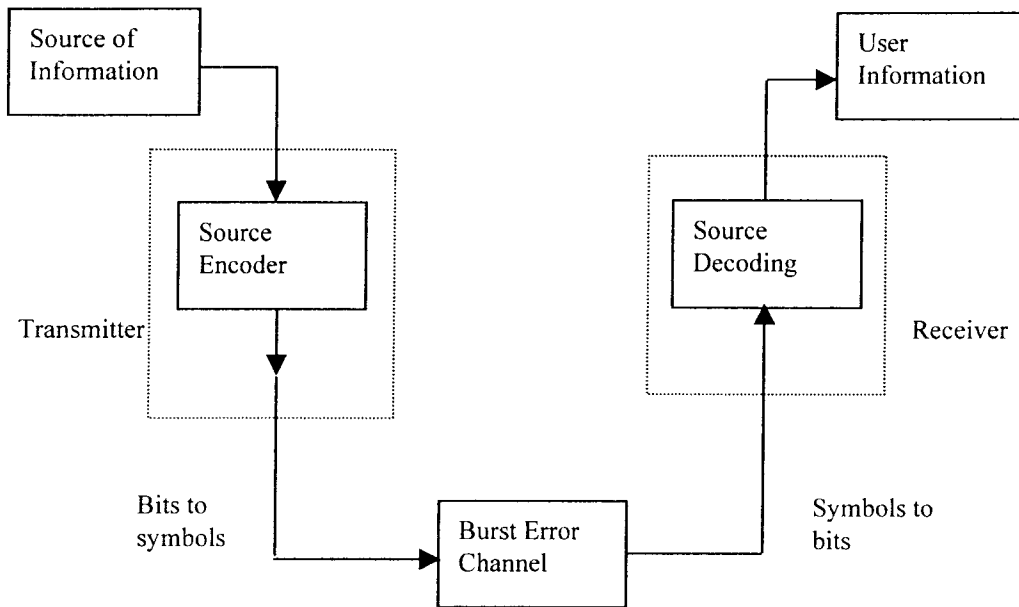 Source of
Information
User
Information
Source
Encoder
Source
Decoding
Transmitter
Receiver
Bits to
symbols
Burst Error
Channel
Symbols to
bits